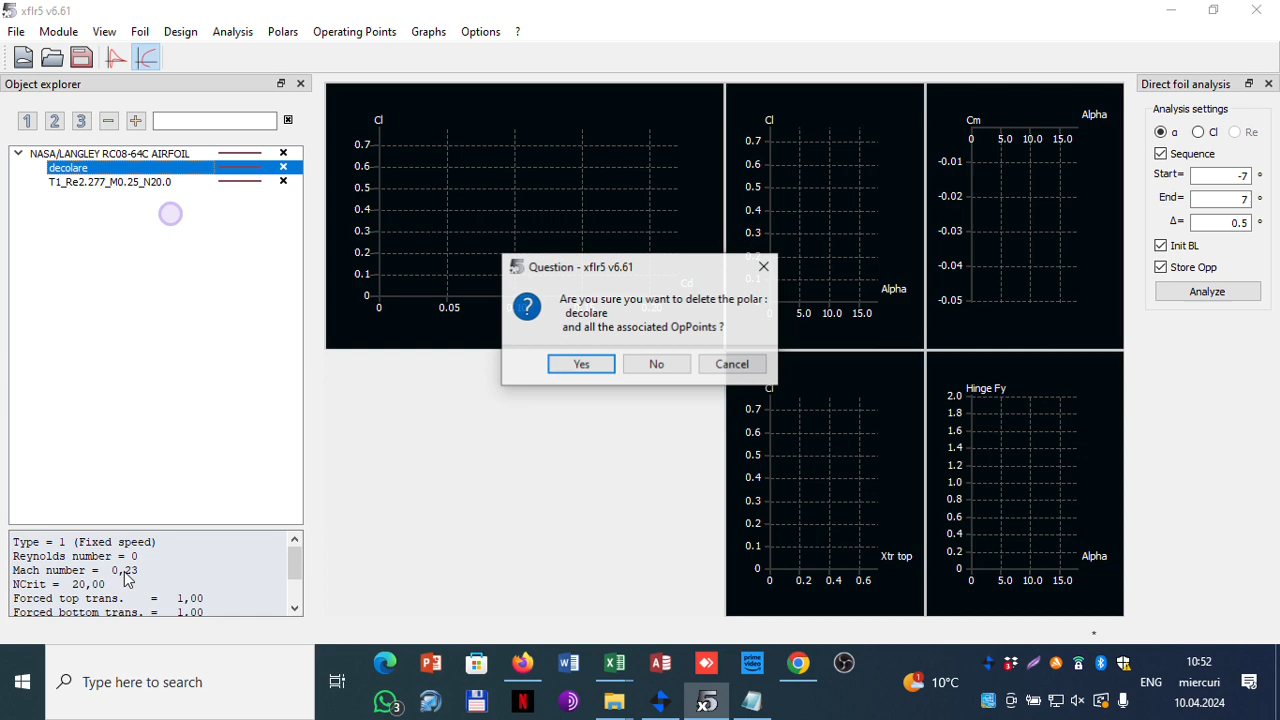 xflr5 v6.61
File Module View Foil Design Analysis Polars Operating Points Graphs Options ?
Object explorer
1 2 3
NASA/LANGLEY RC08-64C AIRFOIL
decolare
T1_Re2.277_M0.25_N20.0
Type = 1 (Fixed speed)
Reynolds number = 0
Mach number = 0,23
NCrit = 20,00
Forced top trans. = 1,00
Forced bottom trans. = 1,00
Cl
0.7
0.6
0.5
0.4
0.3
0.2
0.1
0
0 0.05 0.20
Cd
Cl
0.7
0.6
0.5
0.4
0.3
0.2
0.1
Alpha
0 5.0 10.0 15.0
Cm
Alpha
0 5.0 10.0 15.0
-0.01
-0.02
-0.03
-0.04
-0.05
Cl
0.7
0.6
0.5
0.4
0.3
0.2
0.1
0
Xtr top
0 0.2 0.4 0.6
Hinge Fy
2.0
1.8
1.6
1.4
1.2
1.0
0.8
0.6
0.4
0.2
0
Alpha
0 5.0 10.0 15.0
Question - xflr5 v6.61
Are you sure you want to delete the polar :
decolare
and all the associated OpPoints ?
Yes No Cancel
Direct foil analysis
Analysis settings
α Cl Re
Sequence
Start= -7 °
End= 7 °
Δ= 0.5 °
Init BL
Store Opp
Analyze
*
Type here to search
10°C
ENG
10:52
miercuri
10.04.2024